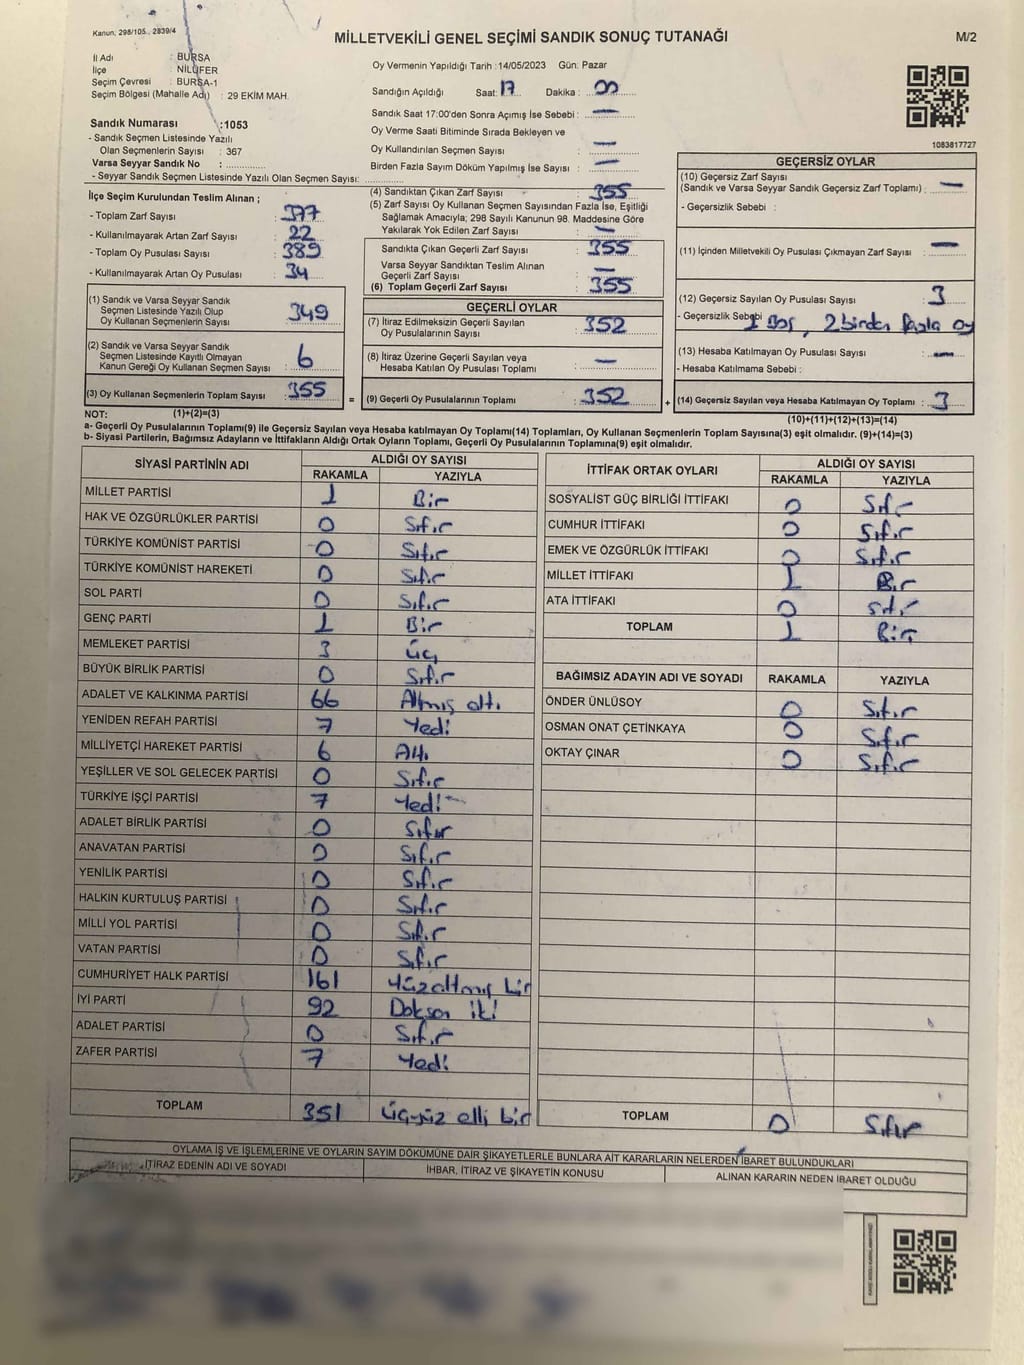 Kanun, 298/105., 2839/4
MİLLETVEKİLİ GENEL SEÇİMİ SANDIK SONUÇ TUTANAĞI
M/2
İl Adı : BURSA
İlçe : NİLÜFER
Seçim Çevresi : BURSA-1
Seçim Bölgesi (Mahalle Adı) : 29 EKİM MAH.
Sandık Numarası : 1053
- Sandık Seçmen Listesinde Yazılı
Olan Seçmenlerin Sayısı : 367
Varsa Seyyar Sandık No :
- Seyyar Sandık Seçmen Listesinde Yazılı Olan Seçmen Sayısı:
Oy Vermenin Yapıldığı Tarih :14/05/2023 Gün: Pazar
Sandığın Açıldığı Saat: 17 Dakika : 00
Sandık Saat 17:00'den Sonra Açımış İse Sebebi : —
Oy Verme Saati Bitiminde Sırada Bekleyen ve
Oy Kullandırılan Seçmen Sayısı : —
Birden Fazla Sayım Döküm Yapılmış İse Sayısı : —
1083817727
İlçe Seçim Kurulundan Teslim Alınan ;
- Toplam Zarf Sayısı : 377
- Kullanılmayarak Artan Zarf Sayısı : 22
- Toplam Oy Pusulası Sayısı : 389
- Kullanılmayarak Artan Oy Pusulası : 34
(1) Sandık ve Varsa Seyyar Sandık
Seçmen Listesinde Yazılı Olup
Oy Kullanan Seçmenlerin Sayısı : 349
(2) Sandık ve Varsa Seyyar Sandık
Seçmen Listesinde Kayıtlı Olmayan
Kanun Gereği Oy Kullanan Seçmen Sayısı : 6
(3) Oy Kullanan Seçmenlerin Toplam Sayısı : 355
(4) Sandıktan Çıkan Zarf Sayısı : 355
(5) Zarf Sayısı Oy Kullanan Seçmen Sayısından Fazla İse, Eşitliği
Sağlamak Amacıyla; 298 Sayılı Kanunun 98. Maddesine Göre
Yakılarak Yok Edilen Zarf Sayısı : —
Sandıkta Çıkan Geçerli Zarf Sayısı : 355
Varsa Seyyar Sandıktan Teslim Alınan
Geçerli Zarf Sayısı : —
(6) Toplam Geçerli Zarf Sayısı : 355
GEÇERLİ OYLAR
(7) İtiraz Edilmeksizin Geçerli Sayılan
Oy Pusulalarının Sayısı : 352
(8) İtiraz Üzerine Geçerli Sayılan veya
Hesaba Katılan Oy Pusulası Toplamı : —
= (9) Geçerli Oy Pusulalarının Toplamı : 352 +
GEÇERSİZ OYLAR
(10) Geçersiz Zarf Sayısı
(Sandık ve Varsa Seyyar Sandık Geçersiz Zarf Toplamı) : —
- Geçersizlik Sebebi :
(11) İçinden Milletvekili Oy Pusulası Çıkmayan Zarf Sayısı : —
(12) Geçersiz Sayılan Oy Pusulası Sayısı : 3
- Geçersizlik Sebebi 1 Boş, 2 birden fazla oy
(13) Hesaba Katılmayan Oy Pusulası Sayısı : —
- Hesaba Katılmama Sebebi :
(14) Geçersiz Sayılan veya Hesaba Katılmayan Oy Toplamı : 3
NOT: (1)+(2)=(3)
(10)+(11)+(12)+(13)=(14)
a- Geçerli Oy Pusulalarının Toplamı(9) ile Geçersiz Sayılan veya Hesaba katılmayan Oy Toplamı(14) Toplamları, Oy Kullanan Seçmenlerin Toplam Sayısına(3) eşit olmalıdır. (9)+(14)=(3)
b- Siyasi Partilerin, Bağımsız Adayların ve İttifakların Aldığı Ortak Oyların Toplamı, Geçerli Oy Pusulalarının Toplamına(9) eşit olmalıdır.
SİYASİ PARTİNİN ADI ALDIĞI OY SAYISI
RAKAMLA YAZIYLA
MİLLET PARTİSİ 1 Bir
HAK VE ÖZGÜRLÜKLER PARTİSİ 0 Sıfır
TÜRKİYE KOMÜNİST PARTİSİ 0 Sıfır
TÜRKİYE KOMÜNİST HAREKETİ 0 Sıfır
SOL PARTİ 0 Sıfır
GENÇ PARTİ 1 Bir
MEMLEKET PARTİSİ 3 üç
BÜYÜK BİRLİK PARTİSİ 0 Sıfır
ADALET VE KALKINMA PARTİSİ 66 Altmış altı
YENİDEN REFAH PARTİSİ 7 Yedi
MİLLİYETÇİ HAREKET PARTİSİ 6 Altı
YEŞİLLER VE SOL GELECEK PARTİSİ 0 Sıfır
TÜRKİYE İŞÇİ PARTİSİ 7 Yedi
ADALET BİRLİK PARTİSİ 0 Sıfır
ANAVATAN PARTİSİ 0 Sıfır
YENİLİK PARTİSİ 0 Sıfır
HALKIN KURTULUŞ PARTİSİ 0 Sıfır
MİLLİ YOL PARTİSİ 0 Sıfır
VATAN PARTİSİ 0 Sıfır
CUMHURİYET HALK PARTİSİ 161 Yüzaltmış bir
İYİ PARTİ 92 Doksan iki
ADALET PARTİSİ 0 Sıfır
ZAFER PARTİSİ 7 Yedi
TOPLAM 351 üçyüz elli bir
İTTİFAK ORTAK OYLARI ALDIĞI OY SAYISI
RAKAMLA YAZIYLA
SOSYALİST GÜÇ BİRLİĞİ İTTİFAKI 0 Sıfır
CUMHUR İTTİFAKI 0 Sıfır
EMEK VE ÖZGÜRLÜK İTTİFAKI 0 Sıfır
MİLLET İTTİFAKI 1 Bir
ATA İTTİFAKI 0 sıfır
TOPLAM 1 Bir
BAĞIMSIZ ADAYIN ADI VE SOYADI RAKAMLA YAZIYLA
ÖNDER ÜNLÜSOY 0 Sıfır
OSMAN ONAT ÇETİNKAYA 0 Sıfır
OKTAY ÇINAR 0 Sıfır
TOPLAM 0 Sıfır
OYLAMA İŞ VE İŞLEMLERİNE VE OYLARIN SAYIM DÖKÜMÜNE DAİR ŞİKAYETLERLE BUNLARA AİT KARARLARIN NELERDEN İBARET BULUNDUKLARI
İTİRAZ EDENİN ADI VE SOYADI İHBAR, İTİRAZ VE ŞİKAYETİN KONUSU ALINAN KARARIN NEDEN İBARET OLDUĞU